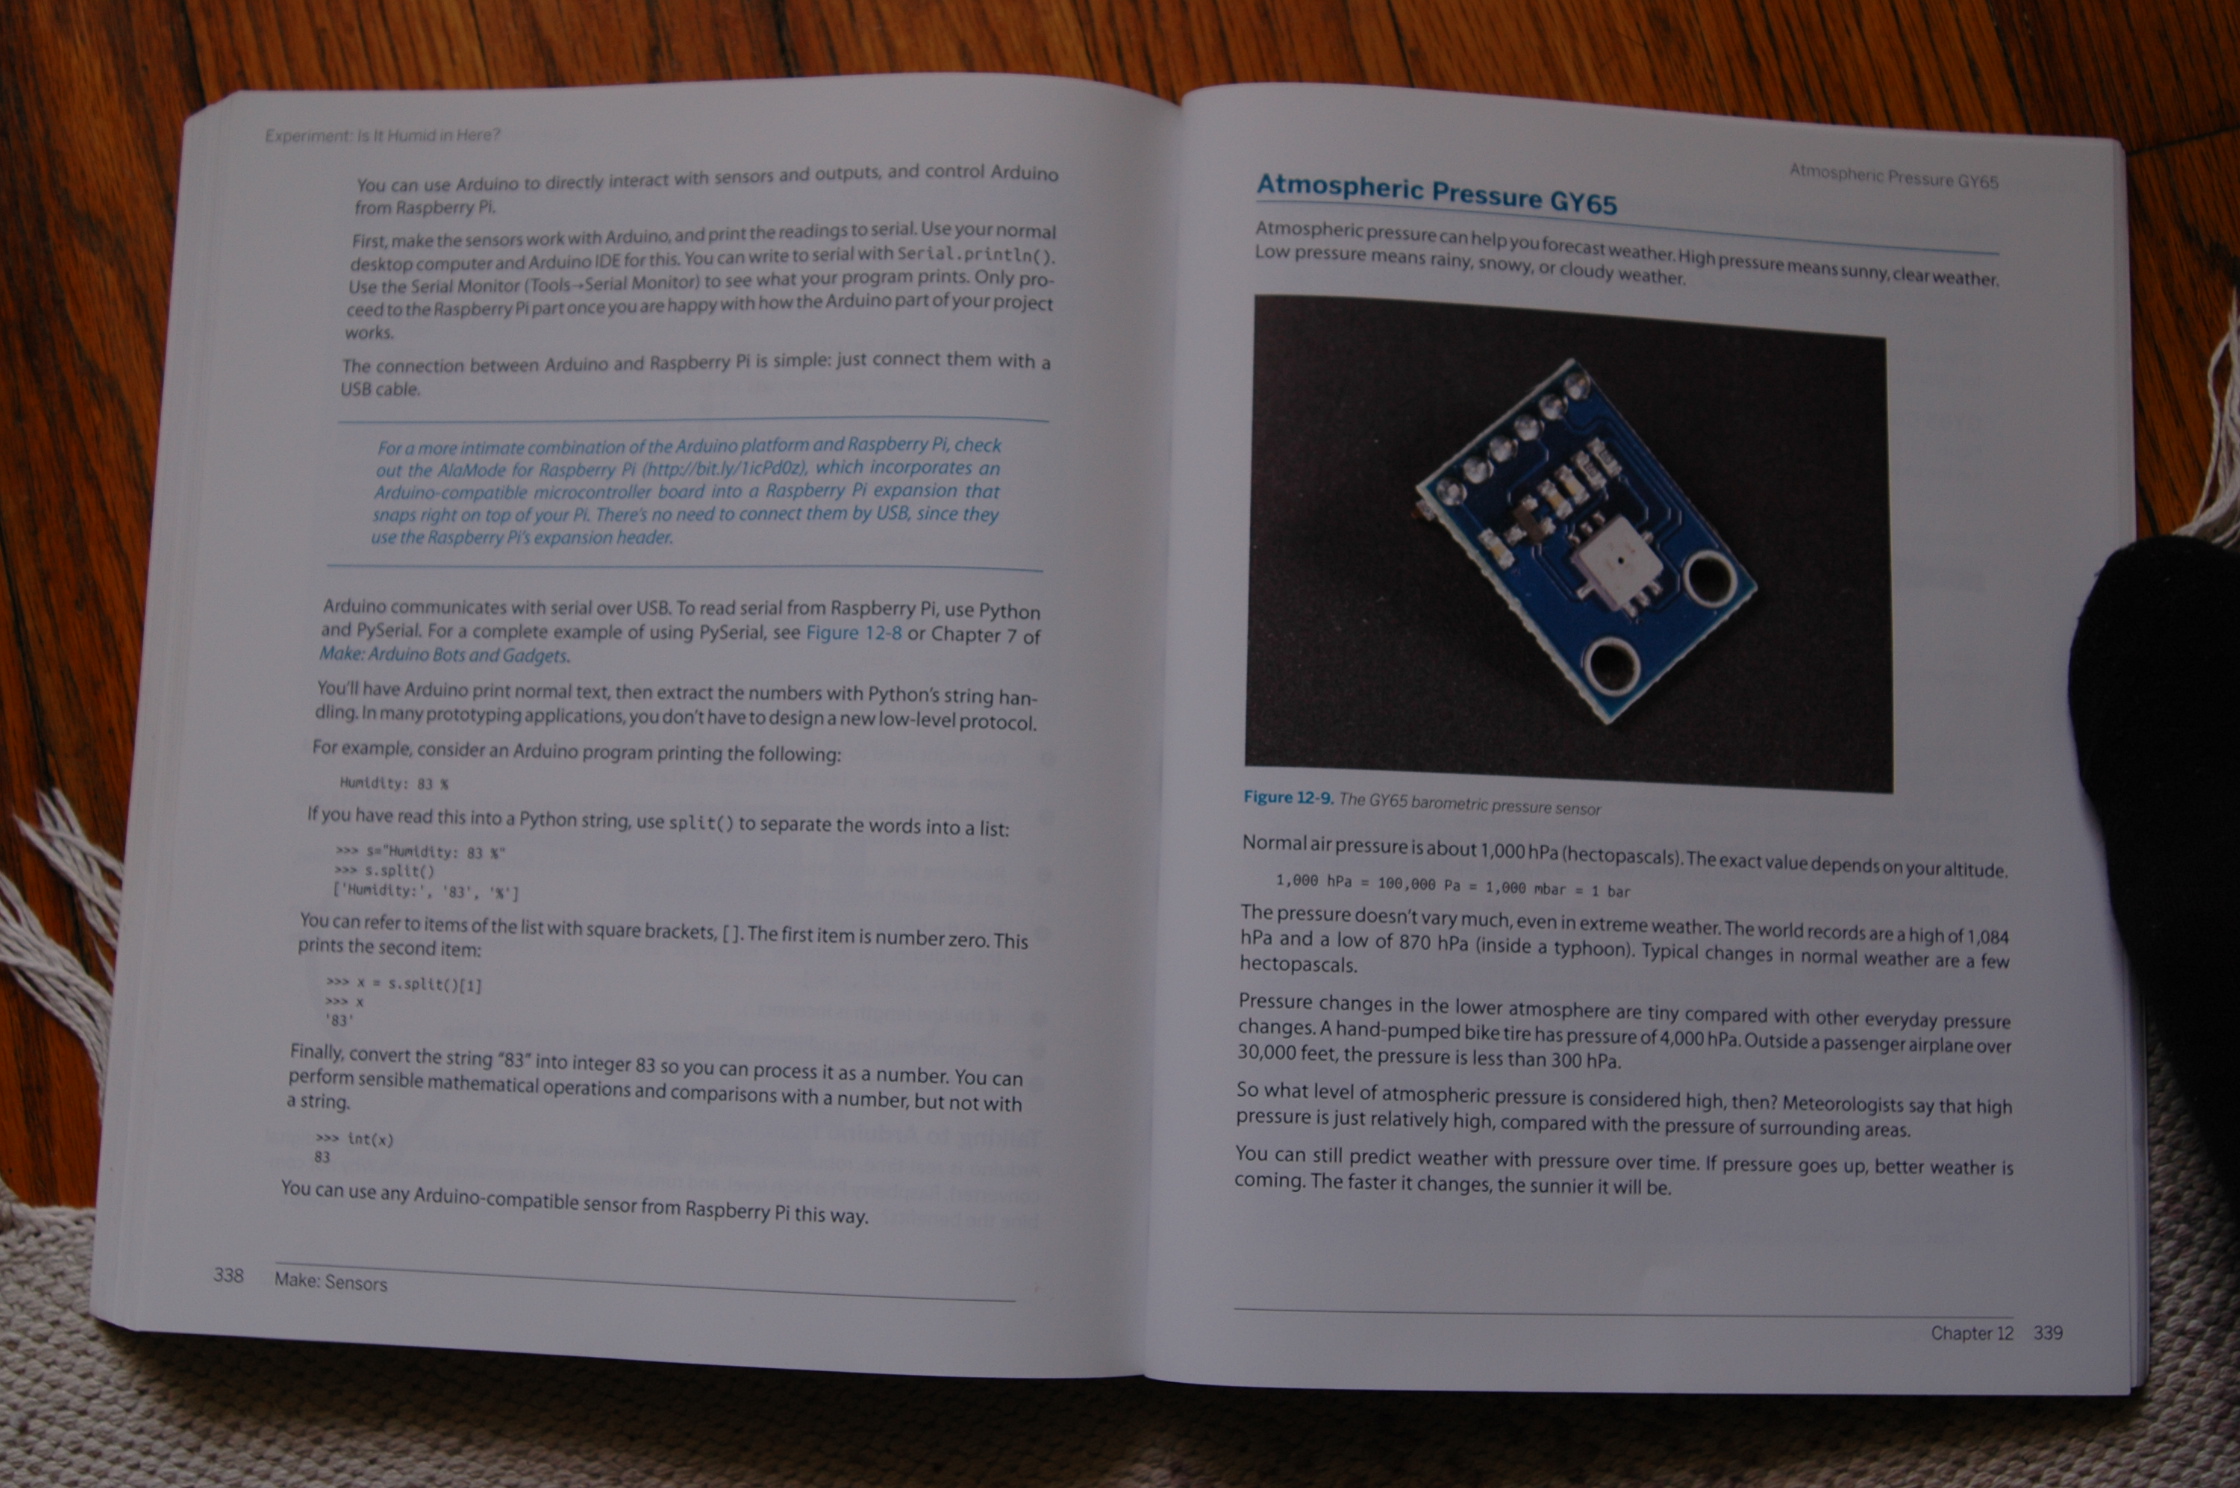 Experiment: Is It Humid in Here?
You can use Arduino to directly interact with sensors and outputs, and control Arduino
from Raspberry Pi.
First, make the sensors work with Arduino, and print the readings to serial. Use your normal
desktop computer and Arduino IDE for this. You can write to serial with Serial.println().
Use the Serial Monitor (Tools→Serial Monitor) to see what your program prints. Only pro-
ceed to the Raspberry Pi part once you are happy with how the Arduino part of your project
works.
The connection between Arduino and Raspberry Pi is simple: just connect them with a
USB cable.
For a more intimate combination of the Arduino platform and Raspberry Pi, check
out the AlaMode for Raspberry Pi (http://bit.ly/1icPdOz), which incorporates an
Arduino-compatible microcontroller board into a Raspberry Pi expansion that
snaps right on top of your Pi. There's no need to connect them by USB, since they
use the Raspberry Pi's expansion header.
Arduino communicates with serial over USB. To read serial from Raspberry Pi, use Python
and PySerial. For a complete example of using PySerial, see Figure 12-8 or Chapter 7 of
Make: Arduino Bots and Gadgets.
You'll have Arduino print normal text, then extract the numbers with Python's string han-
dling. In many prototyping applications, you don't have to design a new low-level protocol.
For example, consider an Arduino program printing the following:
Humidity: 83 %
If you have read this into a Python string, use split() to separate the words into a list:
>>> s="Humidity: 83 %"
>>> s.split()
['Humidity:', '83', '%']
You can refer to items of the list with square brackets, []. The first item is number zero. This
prints the second item:
>>> x = s.split()[1]
>>> x
'83'
Finally, convert the string "83" into integer 83 so you can process it as a number. You can
perform sensible mathematical operations and comparisons with a number, but not with
a string.
>>> int(x)
83
You can use any Arduino-compatible sensor from Raspberry Pi this way.
338 Make: Sensors
Atmospheric Pressure GY65
Atmospheric Pressure GY65
Atmospheric pressure can help you forecast weather. High pressure means sunny, clear weather.
Low pressure means rainy, snowy, or cloudy weather.
Figure 12-9. The GY65 barometric pressure sensor
Normal air pressure is about 1,000 hPa (hectopascals). The exact value depends on your altitude.
1,000 hPa = 100,000 Pa = 1,000 mbar = 1 bar
The pressure doesn't vary much, even in extreme weather. The world records are a high of 1,084
hPa and a low of 870 hPa (inside a typhoon). Typical changes in normal weather are a few
hectopascals.
Pressure changes in the lower atmosphere are tiny compared with other everyday pressure
changes. A hand-pumped bike tire has pressure of 4,000 hPa. Outside a passenger airplane over
30,000 feet, the pressure is less than 300 hPa.
So what level of atmospheric pressure is considered high, then? Meteorologists say that high
pressure is just relatively high, compared with the pressure of surrounding areas.
You can still predict weather with pressure over time. If pressure goes up, better weather is
coming. The faster it changes, the sunnier it will be.
Chapter 12 339